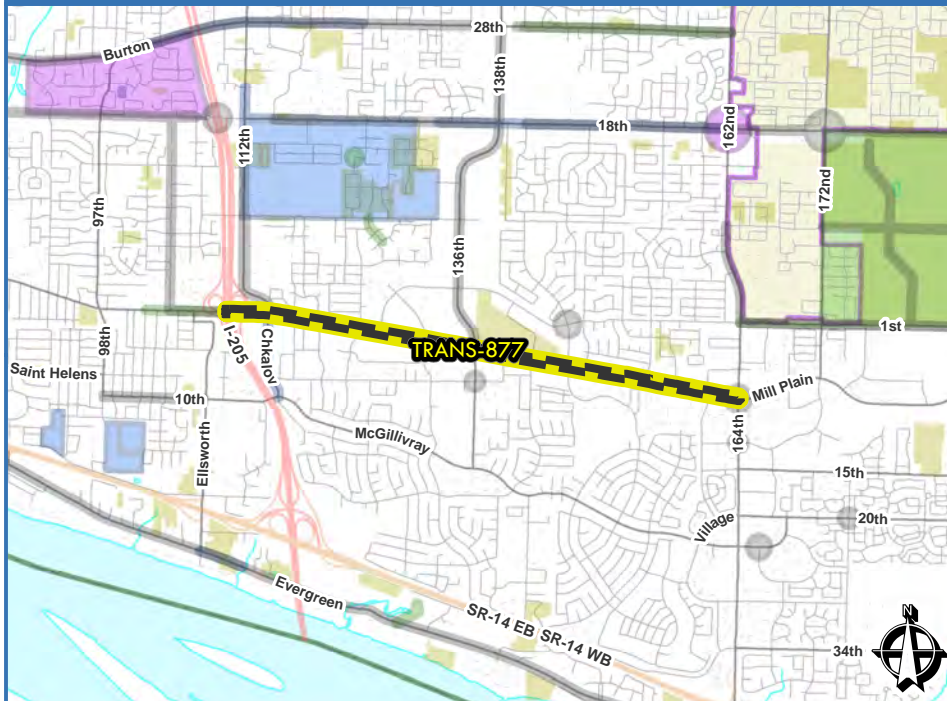 28th
Burton
138th
18th
162nd
112th
172nd
97th
136th
1st
I-205
Chkalov
98th
TRANS-877
Saint Helens
10th
Mill Plain
McGillivray
164th
Ellsworth
15th
Village
20th
Evergreen
SR-14 EB SR-14 WB
34th
N